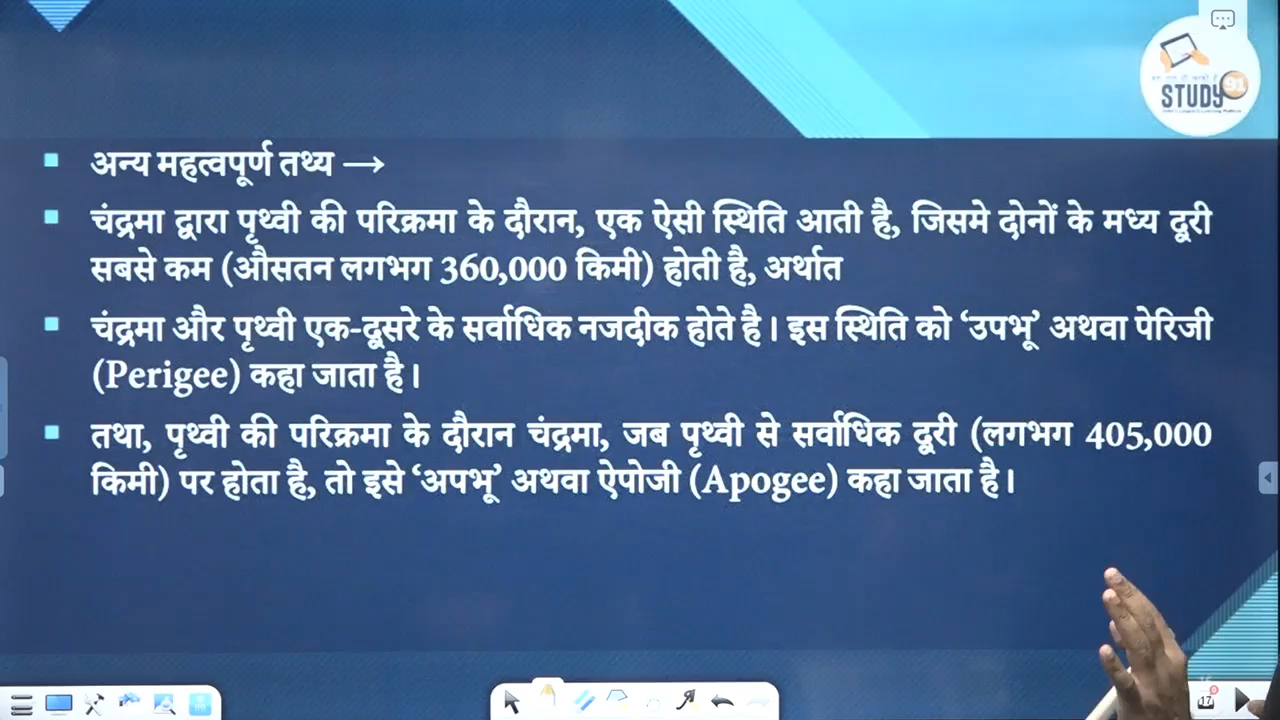 STUDY 91
अन्य महत्वपूर्ण तथ्य →
चंद्रमा द्वारा पृथ्वी की परिक्रमा के दौरान, एक ऐसी स्थिति आती है, जिसमे दोनों के मध्य दूरी
सबसे कम (औसतन लगभग 360,000 किमी) होती है, अर्थात
चंद्रमा और पृथ्वी एक-दूसरे के सर्वाधिक नजदीक होते है। इस स्थिति को ‘उपभू’ अथवा पेरिजी
(Perigee) कहा जाता है।
तथा, पृथ्वी की परिक्रमा के दौरान चंद्रमा, जब पृथ्वी से सर्वाधिक दूरी (लगभग 405,000
किमी) पर होता है, तो इसे ‘अपभू’ अथवा ऐपोजी (Apogee) कहा जाता है।
17